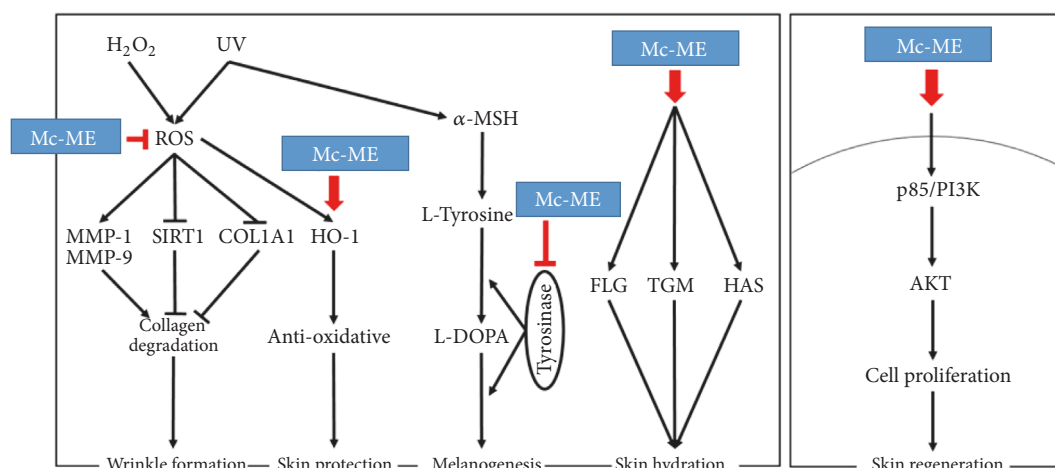 H₂O₂
UV
Mc-ME
Mc-ME
Mc-ME
ROS
α-MSH
Mc-ME
L-Tyrosine
Mc-ME
p85/PI3K
MMP-1
MMP-9
SIRT1
COL1A1
HO-1
FLG
TGM
HAS
AKT
Tyrosinase
Collagen
degradation
Anti-oxidative
L-DOPA
Cell proliferation
Wrinkle formation
Skin protection
Melanogenesis
Skin hydration
Skin regeneration